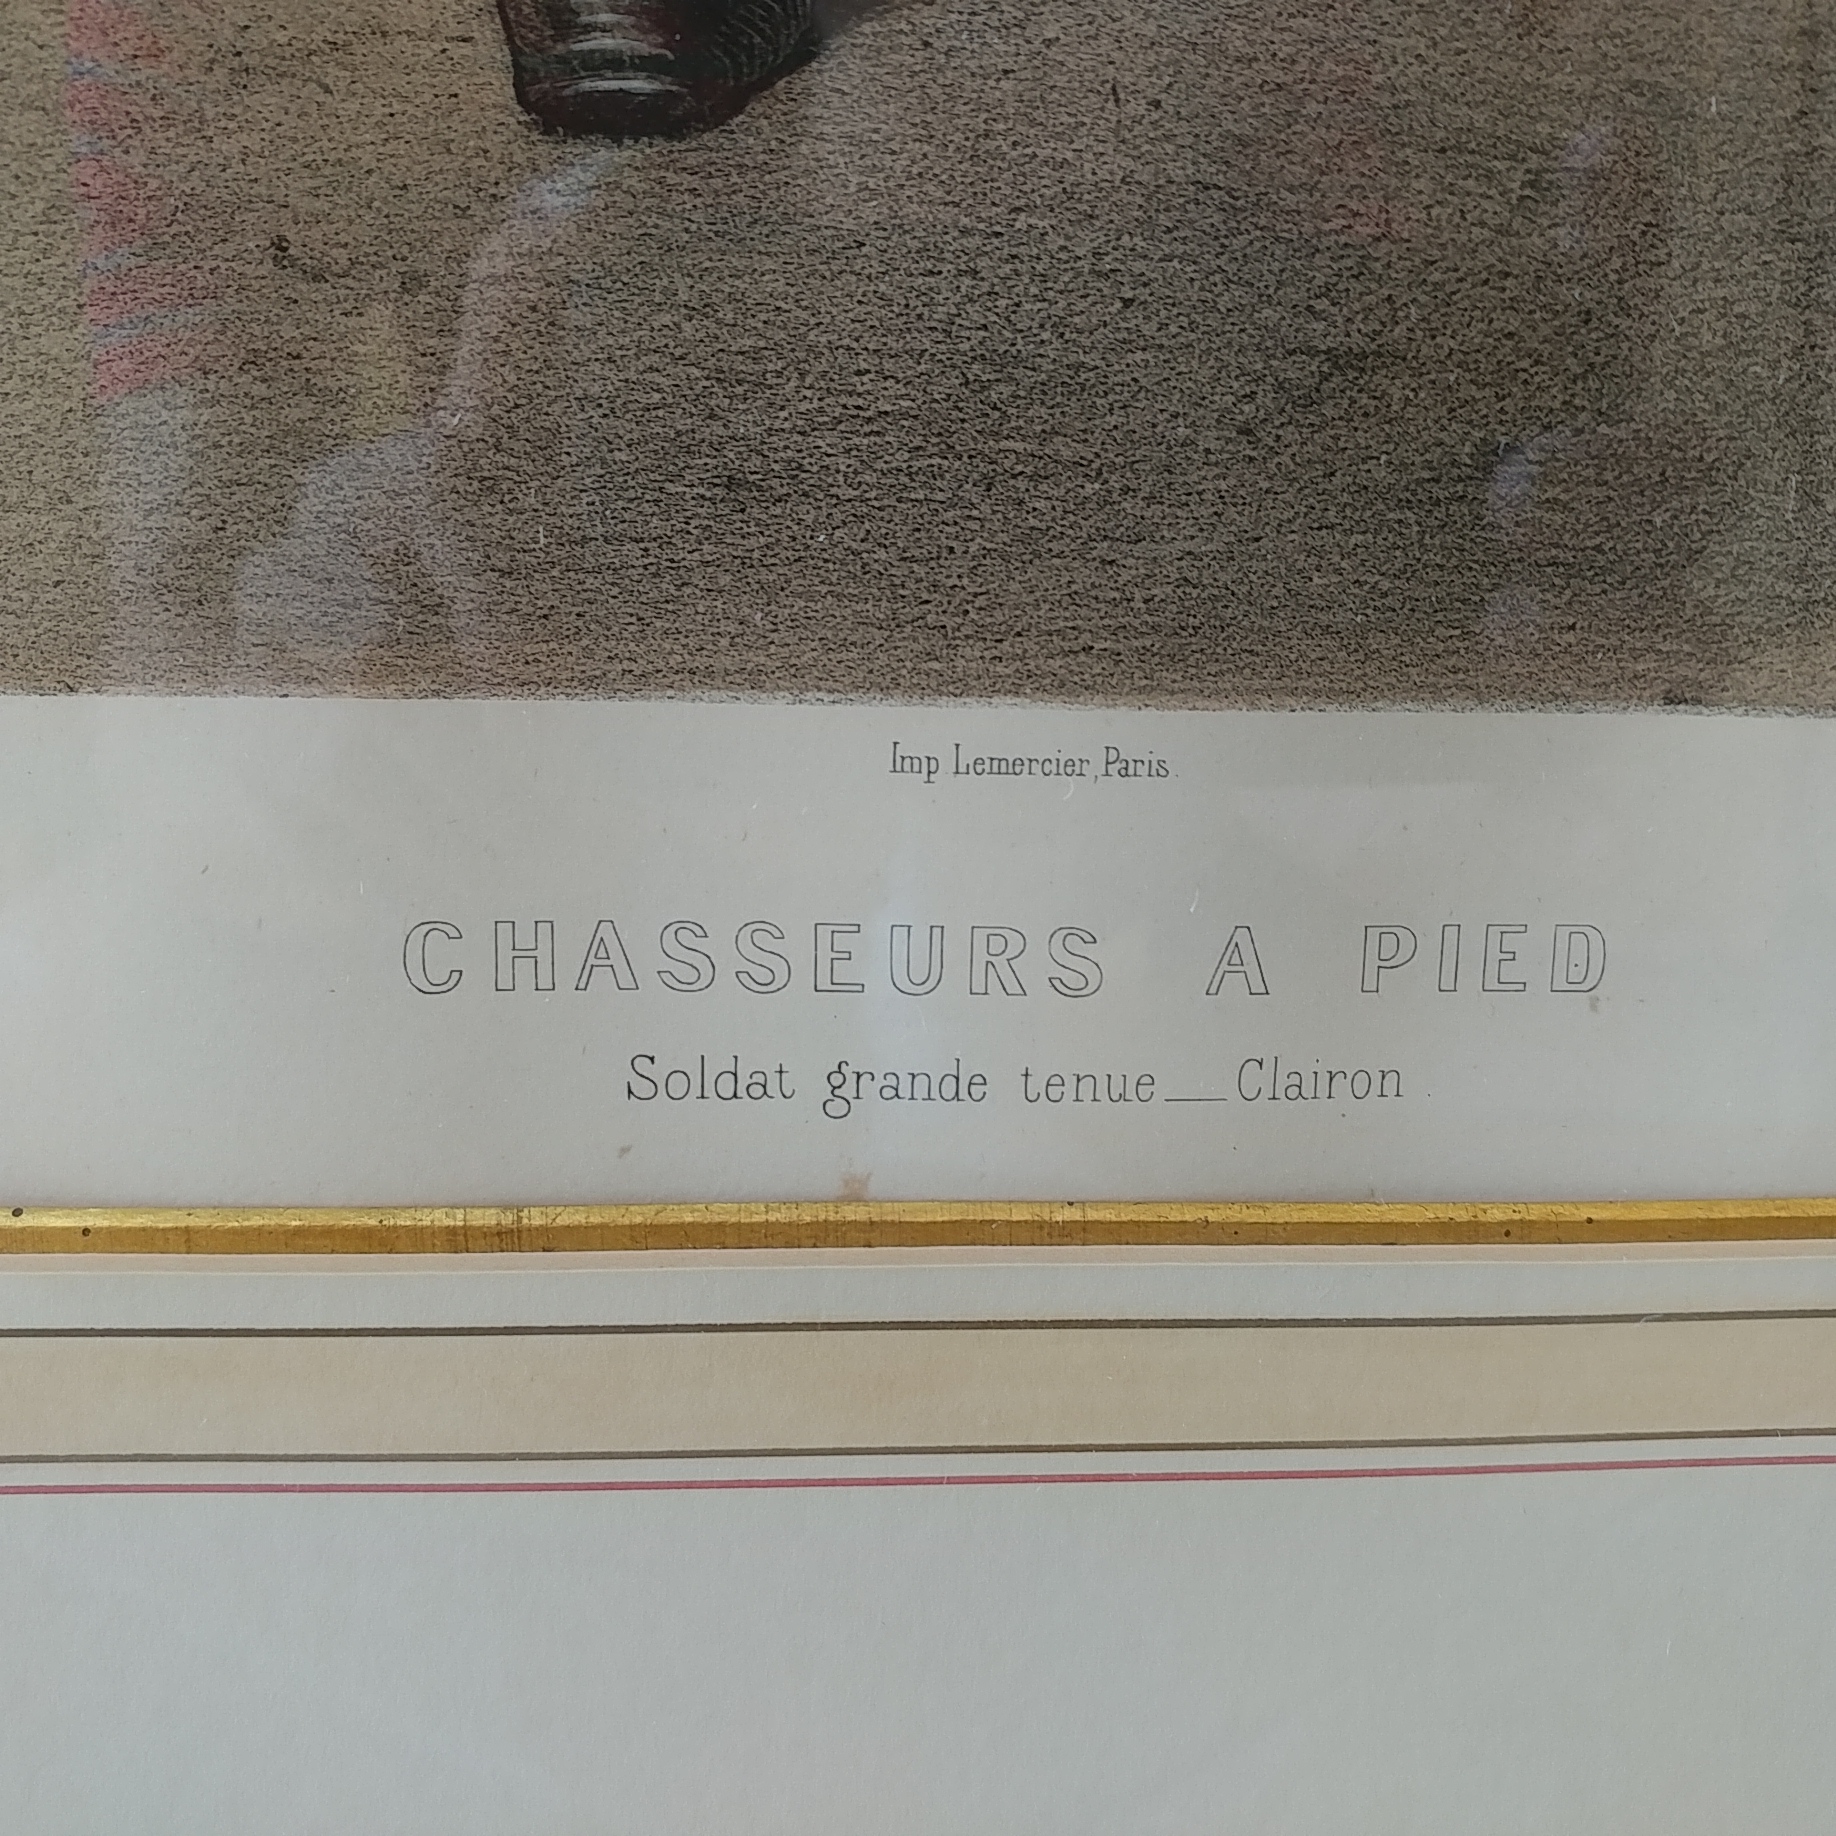 Imp Lemercier, Paris.
CHASSEURS A PIED
Soldat grande tenue — Clairon.